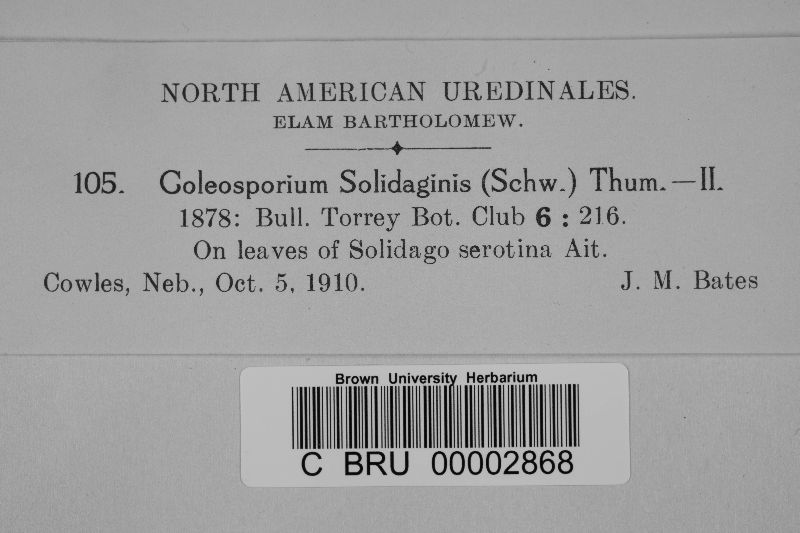 NORTH AMERICAN UREDINALES.
ELAM BARTHOLOMEW.
105. Coleosporium Solidaginis (Schw.) Thum.—II.
1878: Bull. Torrey Bot. Club 6 : 216.
On leaves of Solidago serotina Ait.
Cowles, Neb., Oct. 5, 1910. J. M. Bates
Brown University Herbarium
C BRU 00002868